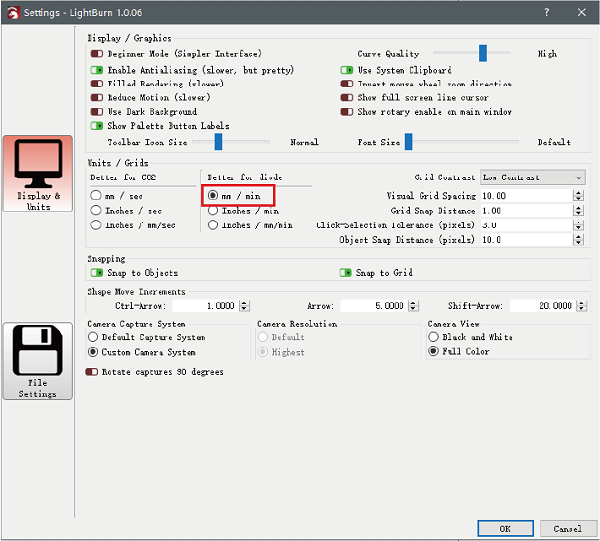 Settings - LightBurn 1.0.06
Display / Graphics
Beginner Mode (Simpler Interface)
Curve Quality High
Enable Antialiasing (slower, but pretty)
Use System Clipboard
Filled Rendering (slower)
Invert mouse wheel zoom direction
Reduce Motion (slower)
Show full screen line cursor
Use Dark Background
Show rotary enable on main window
Show Palette Button Labels
Toolbar Icon Size Normal
Font Size Default
Display & Units
Units / Grids
Better for CO2
Better for diode
Grid Contrast Low Contrast
mm / sec
mm / min
Visual Grid Spacing 10.00
Inches / sec
Inches / min
Grid Snap Distance 1.00
Inches / mm/sec
Inches / mm/min
Click-Selection Tolerance (pixels) 5.0
Object Snap Distance (pixels) 10.0
Snapping
Snap to Objects
Snap to Grid
Shape Move Increments
Ctrl-Arrow: 1.0000
Arrow: 5.0000
Shift-Arrow: 20.0000
Camera Capture System
Camera Resolution
Camera View
Default Capture System
Default
Black and White
Custom Camera System
Highest
Full Color
Rotate captures 90 degrees
File
Settings
OK
Cancel